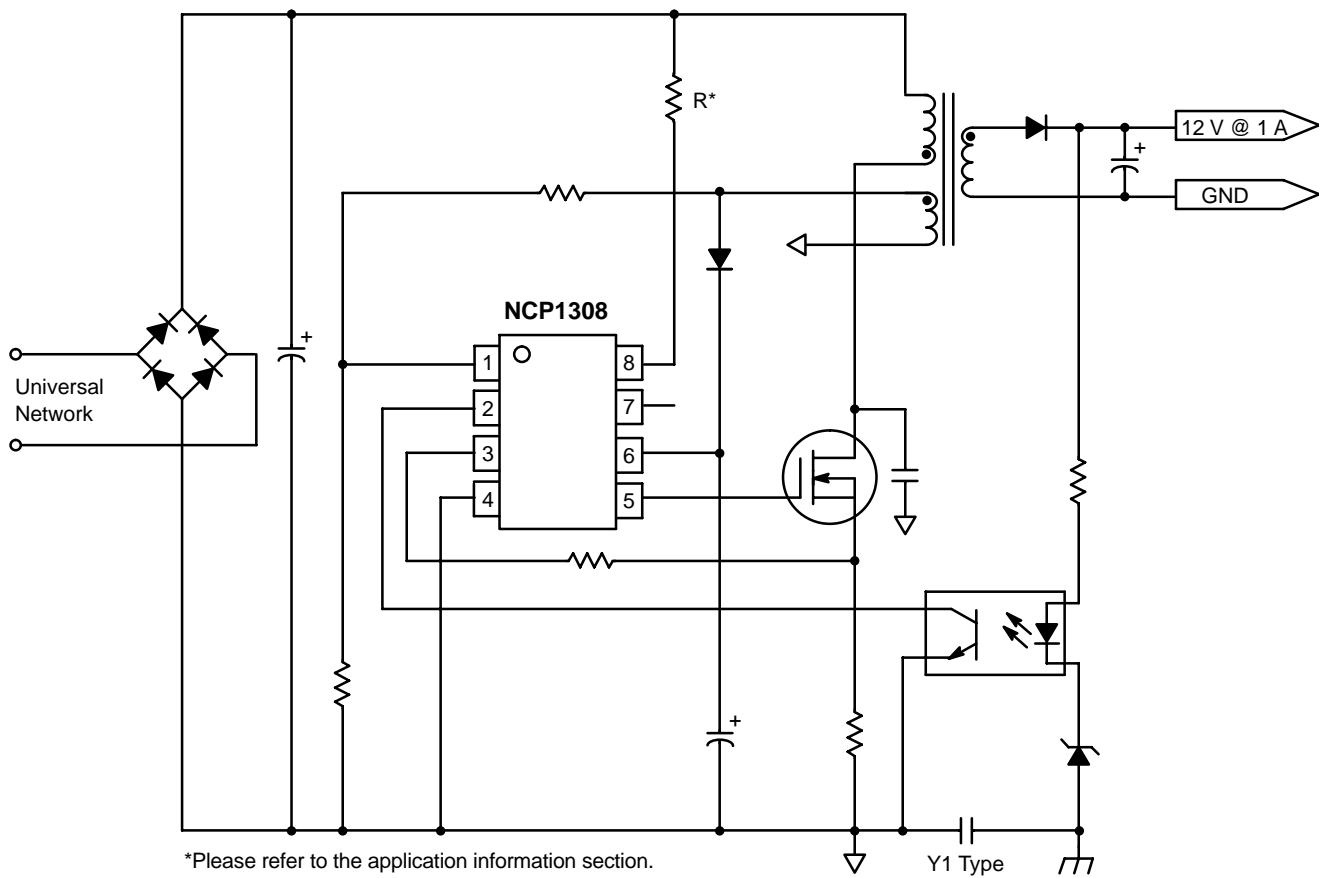 R*
12 V @ 1 A
+
GND
NCP1308
+
1
8
Universal
Network
2
7
3
6
4
5
+
*Please refer to the application information section.
Y1 Type